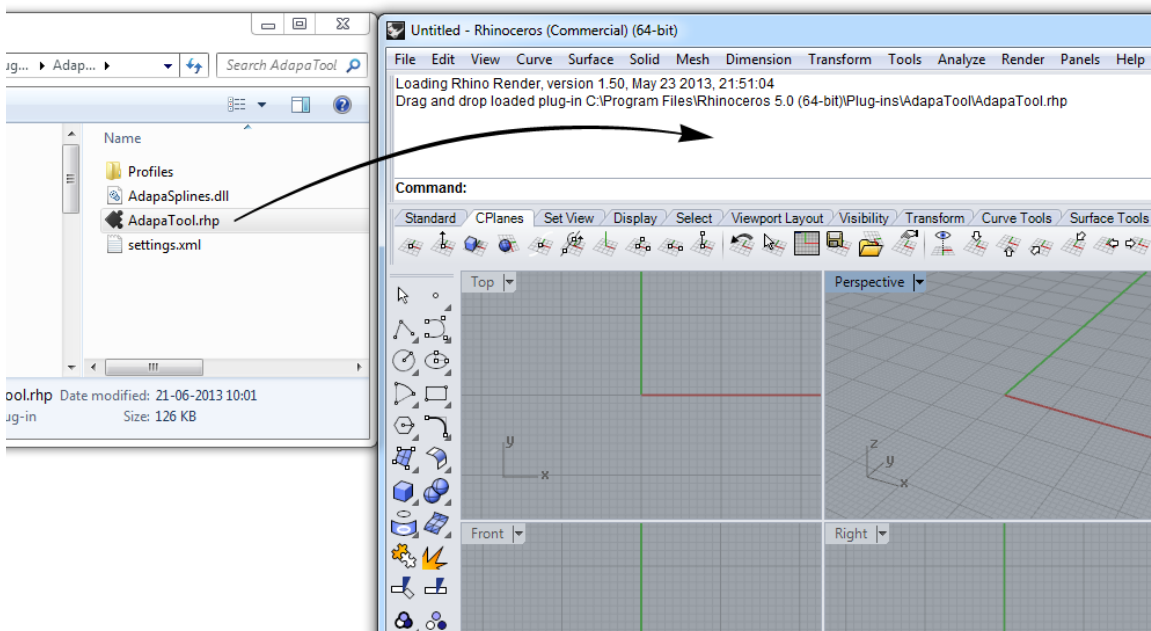 ug... ▸ Adap... ▸
Search AdapaTool
Name
Profiles
AdapaSplines.dll
AdapaTool.rhp
settings.xml
ool.rhp Date modified: 21-06-2013 10:01
ug-in Size: 126 KB
Untitled - Rhinoceros (Commercial) (64-bit)
File Edit View Curve Surface Solid Mesh Dimension Transform Tools Analyze Render Panels Help
Loading Rhino Render, version 1.50, May 23 2013, 21:51:04
Drag and drop loaded plug-in C:\Program Files\Rhinoceros 5.0 (64-bit)\Plug-ins\AdapaTool\AdapaTool.rhp
Command:
Standard CPlanes Set View Display Select Viewport Layout Visibility Transform Curve Tools Surface Tools
Top
Perspective
y
x
z
y
x
Front
Right